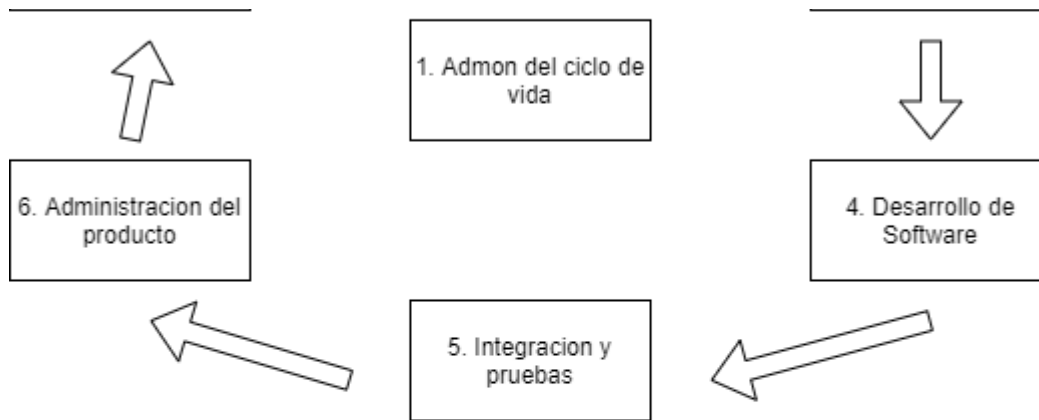 1. Admon del ciclo de
vida
6. Administracion del
producto
4. Desarrollo de
Software
5. Integracion y
pruebas